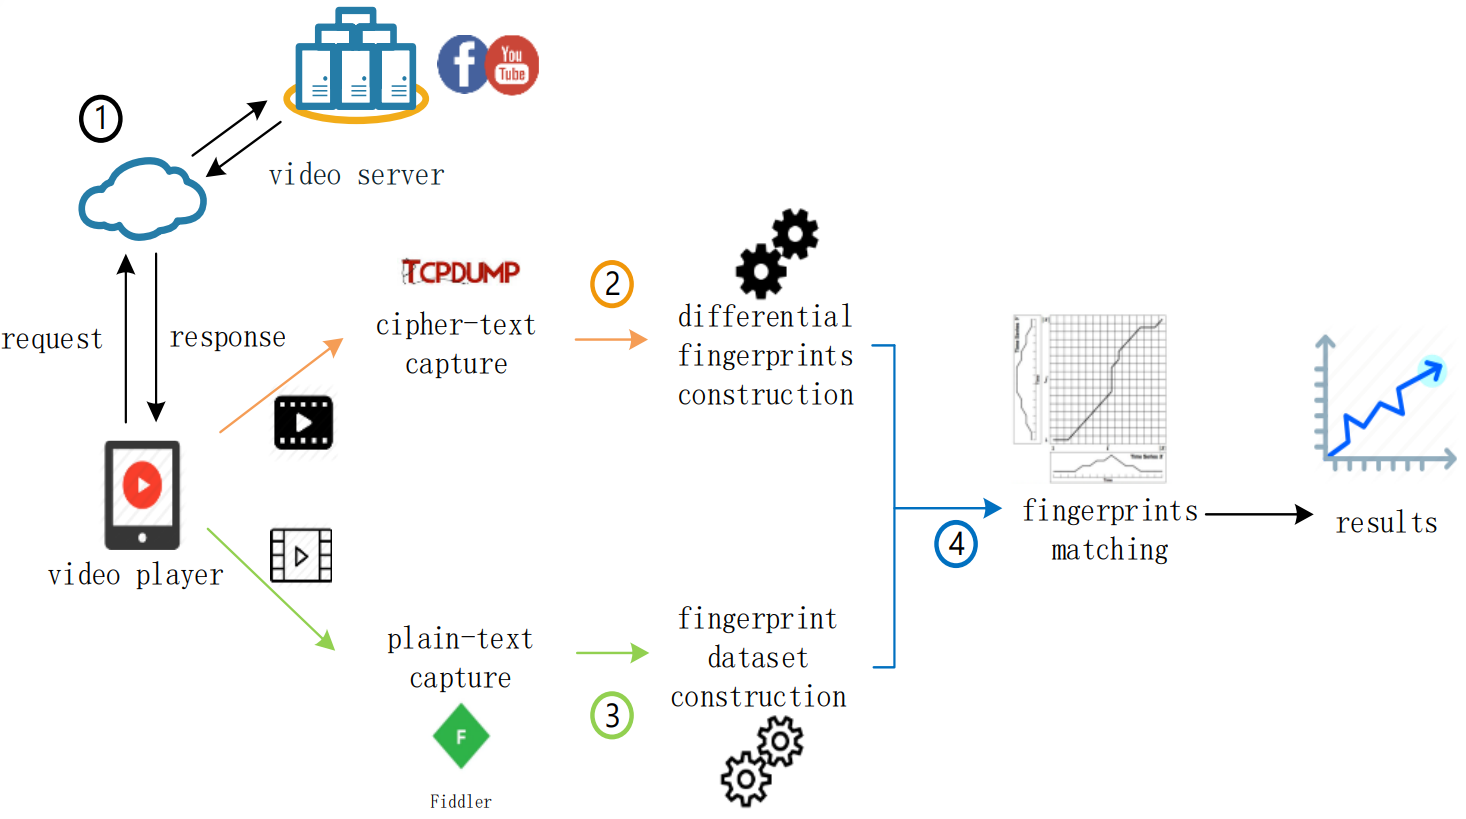 f
You
Tube
1
video server
TCPDUMP
2
cipher-text
capture
differential
fingerprints
construction
request
response
video player
4
fingerprints
matching
results
plain-text
capture
3
fingerprint
dataset
construction
F
Fiddler